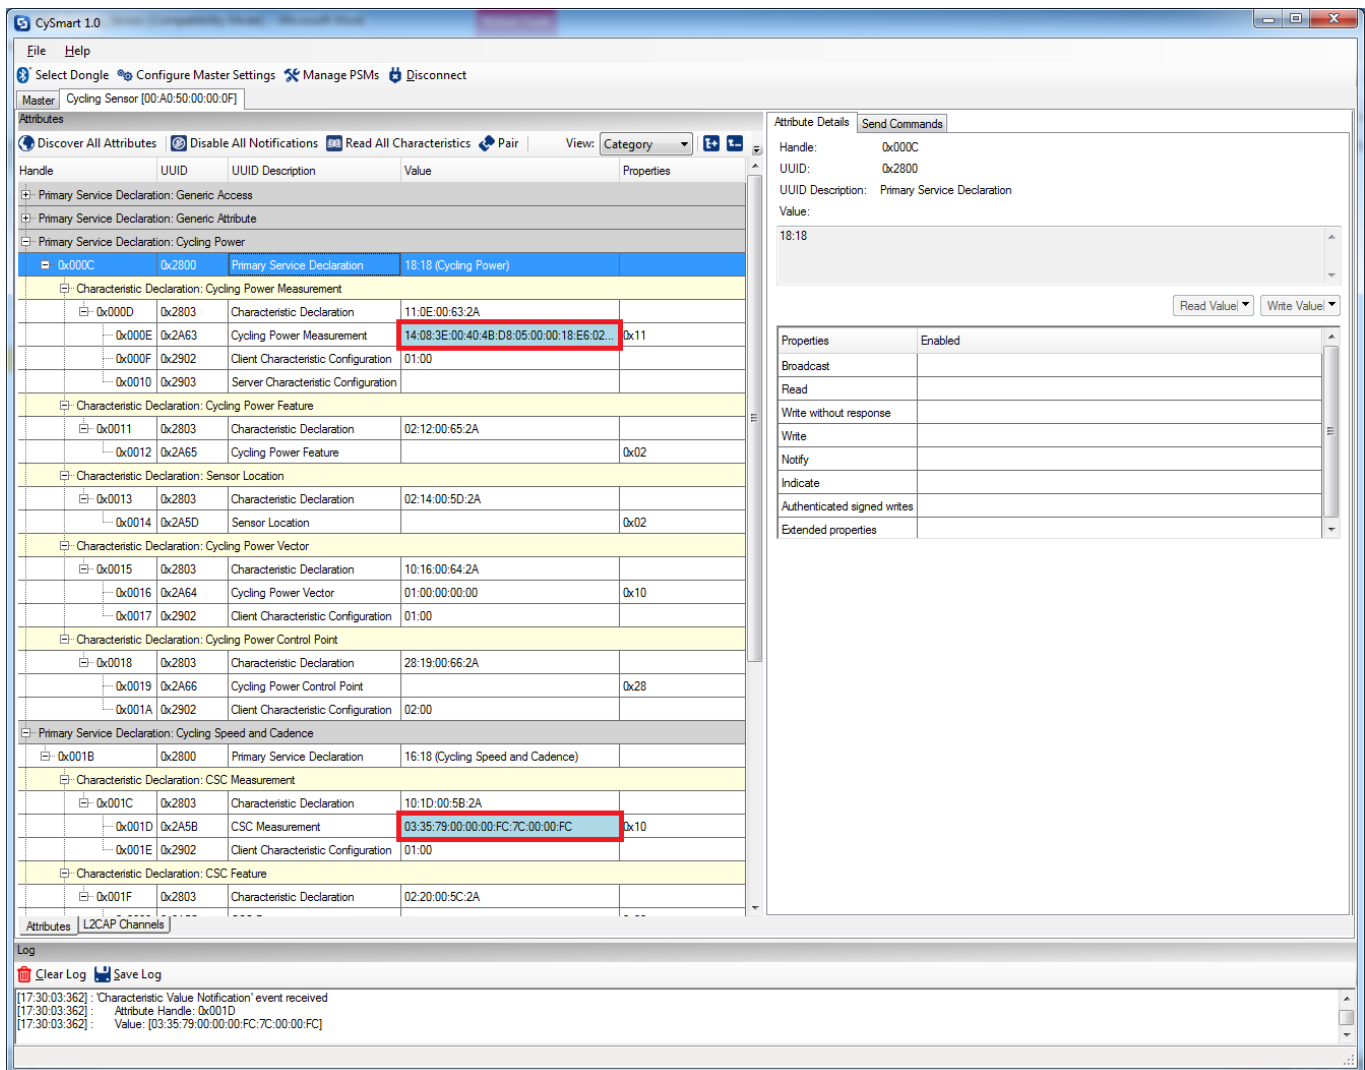 CySmart 1.0
File Help
Select Dongle Configure Master Settings Manage PSMs Disconnect
Master Cycling Sensor [00:A0:50:00:00:0F]
Attributes
Discover All Attributes Disable All Notifications Read All Characteristics Pair View: Category
Handle UUID UUID Description Value Properties
Primary Service Declaration: Generic Access
Primary Service Declaration: Generic Attribute
Primary Service Declaration: Cycling Power
0x000C 0x2800 Primary Service Declaration 18:18 (Cycling Power)
Characteristic Declaration: Cycling Power Measurement
0x000D 0x2803 Characteristic Declaration 11:0E:00:63:2A
0x000E 0x2A63 Cycling Power Measurement 14:08:3E:00:40:4B:D8:05:00:00:18:E6:02... 0x11
0x000F 0x2902 Client Characteristic Configuration 01:00
0x0010 0x2903 Server Characteristic Configuration
Characteristic Declaration: Cycling Power Feature
0x0011 0x2803 Characteristic Declaration 02:12:00:65:2A
0x0012 0x2A65 Cycling Power Feature 0x02
Characteristic Declaration: Sensor Location
0x0013 0x2803 Characteristic Declaration 02:14:00:5D:2A
0x0014 0x2A5D Sensor Location 0x02
Characteristic Declaration: Cycling Power Vector
0x0015 0x2803 Characteristic Declaration 10:16:00:64:2A
0x0016 0x2A64 Cycling Power Vector 01:00:00:00:00 0x10
0x0017 0x2902 Client Characteristic Configuration 01:00
Characteristic Declaration: Cycling Power Control Point
0x0018 0x2803 Characteristic Declaration 28:19:00:66:2A
0x0019 0x2A66 Cycling Power Control Point 0x28
0x001A 0x2902 Client Characteristic Configuration 02:00
Primary Service Declaration: Cycling Speed and Cadence
0x001B 0x2800 Primary Service Declaration 16:18 (Cycling Speed and Cadence)
Characteristic Declaration: CSC Measurement
0x001C 0x2803 Characteristic Declaration 10:1D:00:5B:2A
0x001D 0x2A5B CSC Measurement 03:35:79:00:00:00:FC:7C:00:00:FC 0x10
0x001E 0x2902 Client Characteristic Configuration 01:00
Characteristic Declaration: CSC Feature
0x001F 0x2803 Characteristic Declaration 02:20:00:5C:2A
Attributes L2CAP Channels
Attribute Details Send Commands
Handle: 0x000C
UUID: 0x2800
UUID Description: Primary Service Declaration
Value:
18:18
Read Value Write Value
Properties Enabled
Broadcast
Read
Write without response
Write
Notify
Indicate
Authenticated signed writes
Extended properties
Log
Clear Log Save Log
[17:30:03:362] : 'Characteristic Value Notification' event received
[17:30:03:362] : Attribute Handle: 0x001D
[17:30:03:362] : Value: [03:35:79:00:00:00:FC:7C:00:00:FC]